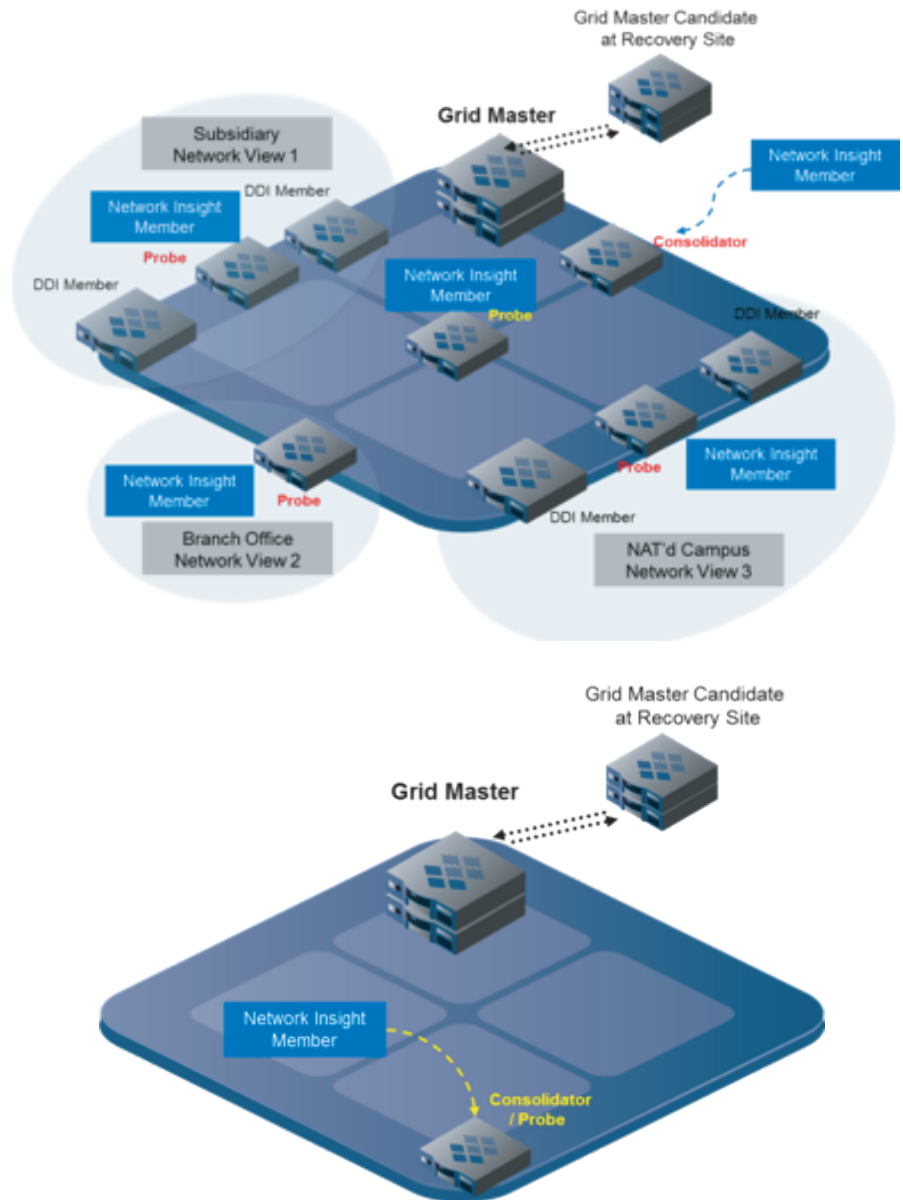 Grid Master Candidate
at Recovery Site
Grid Master
Subsidiary
Network View 1
Network Insight
Member
DDI Member
Network Insight
Member
Probe
Consolidator
DDI Member
Network Insight
Member
Probe
DDI Member
Network Insight
Member
Probe
Network Insight
Member
Probe
DDI Member
Branch Office
Network View 2
NAT'd Campus
Network View 3
Grid Master Candidate
at Recovery Site
Grid Master
Network Insight
Member
Consolidator
/ Probe